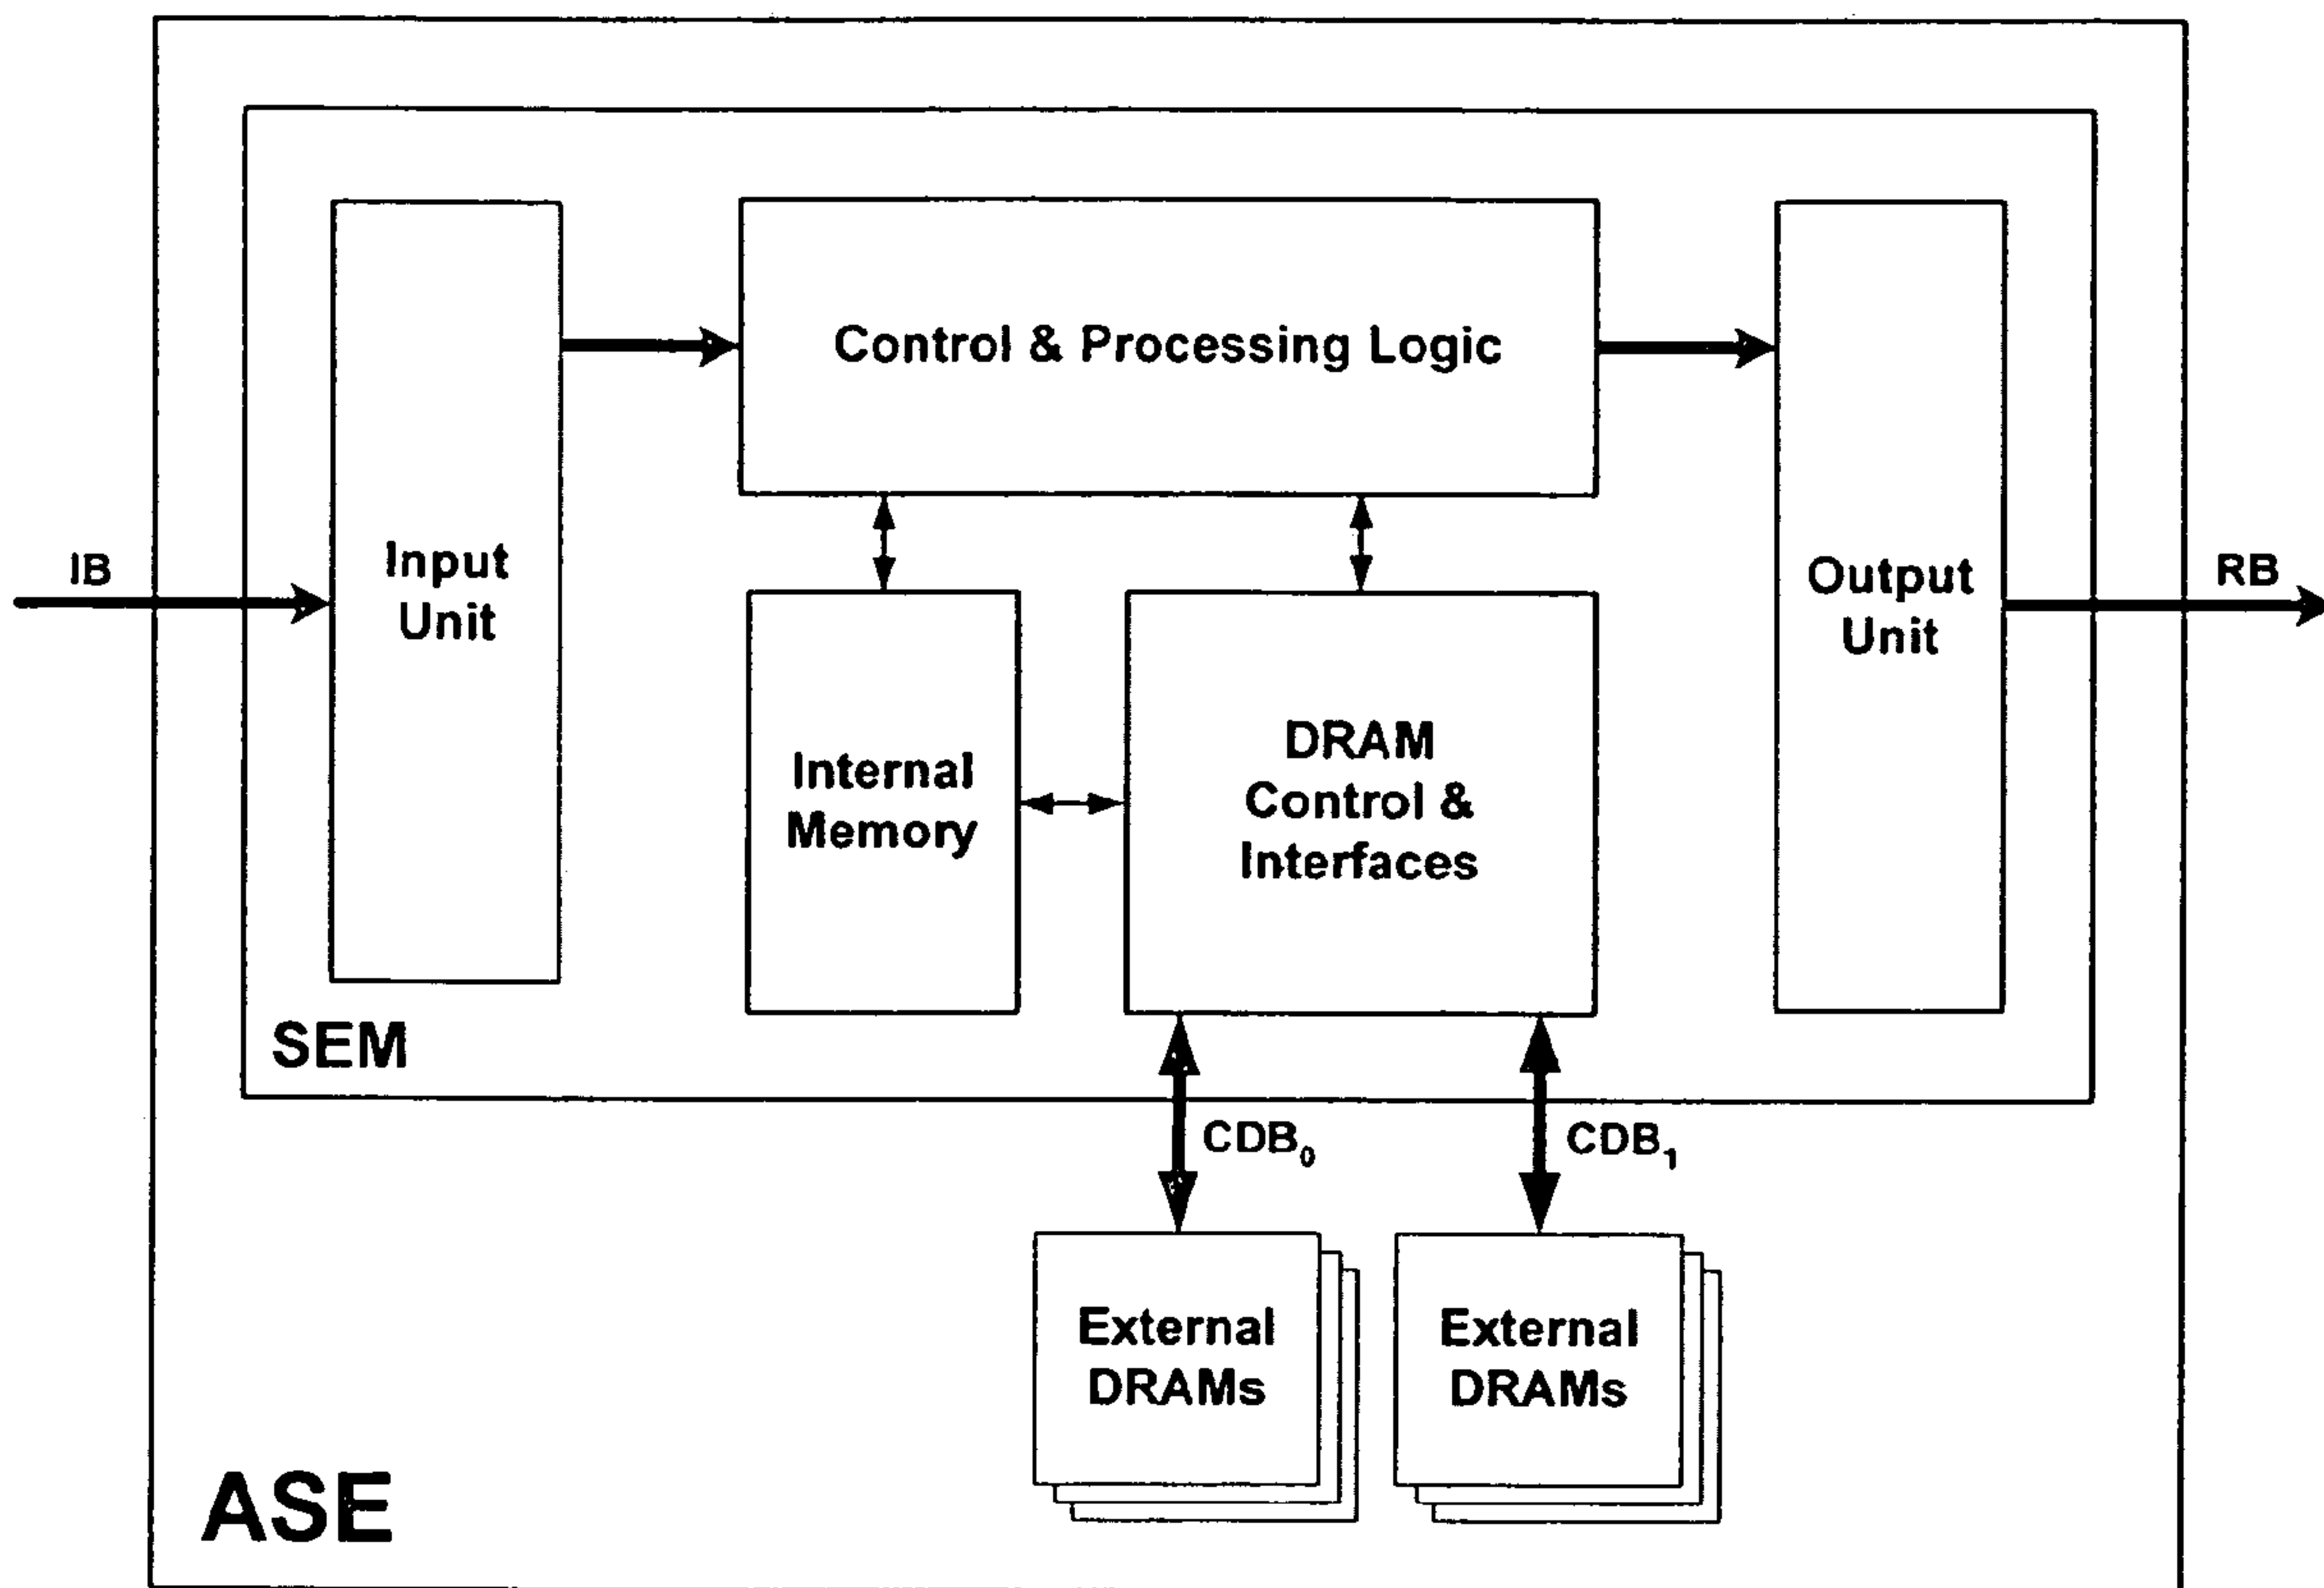 Control & Processing Logic
IB
Input
Unit
Output
Unit
RB
Internal
Memory
DRAM
Control &
Interfaces
SEM
CDB₀
CDB₁
External
DRAMs
External
DRAMs
ASE